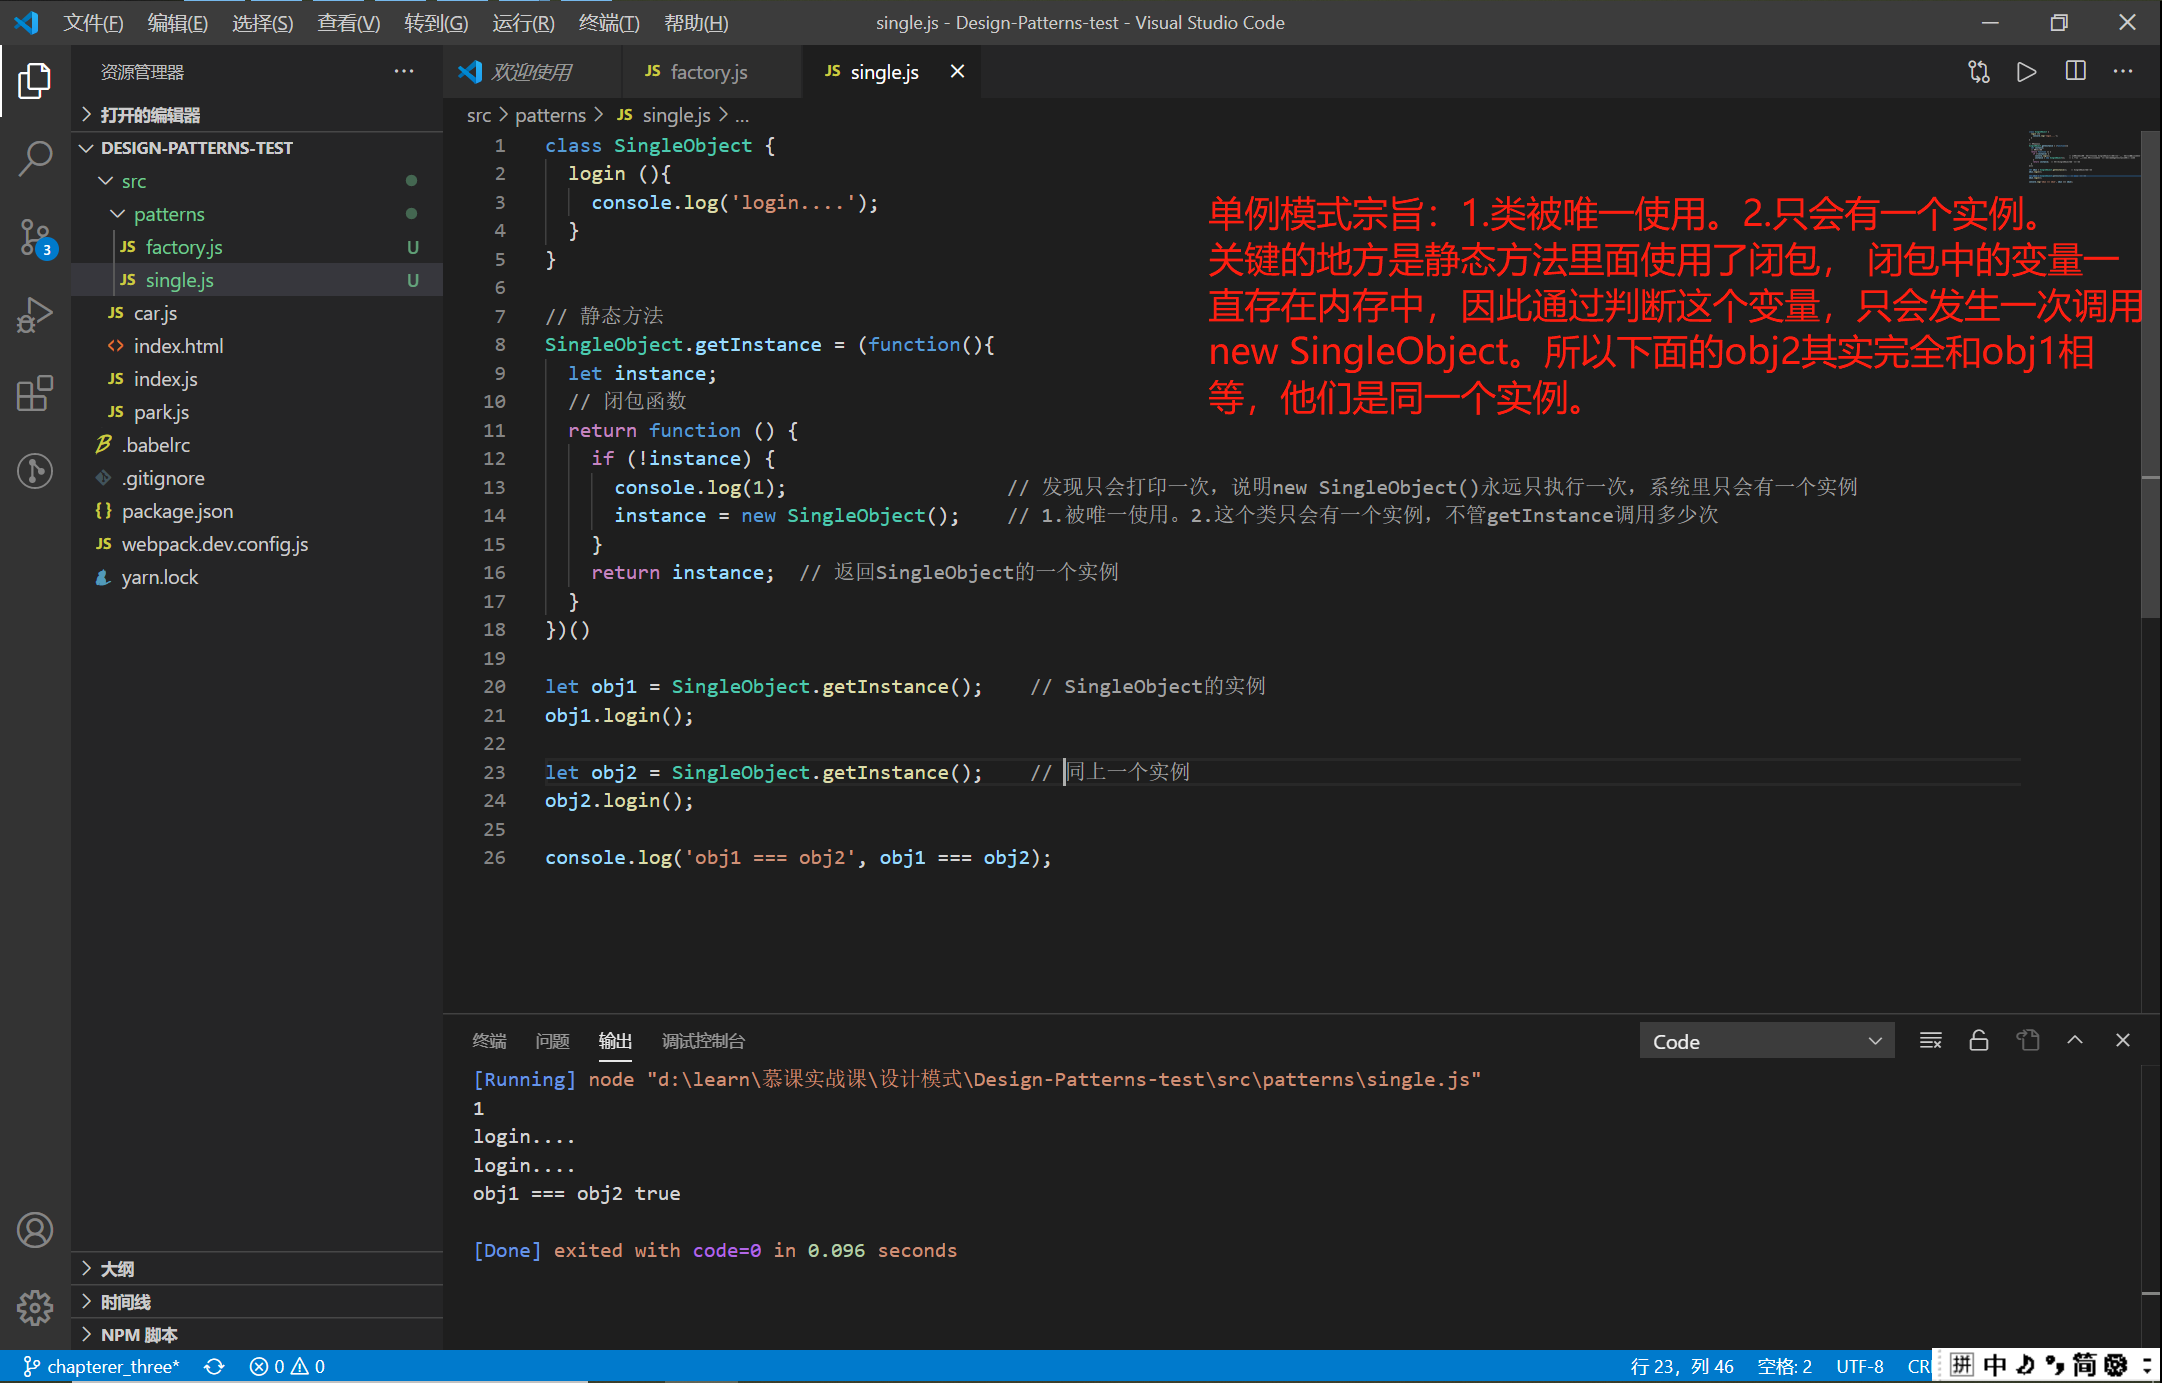 文件(F) 编辑(E) 选择(S) 查看(V) 转到(G) 运行(R) 终端(T) 帮助(H) single.js - Design-Patterns-test - Visual Studio Code
资源管理器
打开的编辑器
DESIGN-PATTERNS-TEST
src
patterns
JS factory.js U
JS single.js U
JS car.js
<> index.html
JS index.js
JS park.js
.babelrc
.gitignore
{} package.json
JS webpack.dev.config.js
yarn.lock
3
大纲
时间线
NPM 脚本
欢迎使用 JS factory.js JS single.js
src > patterns > JS single.js > ...
1 class SingleObject {
2 login (){
3 console.log('login....');
4 }
5 }
6
7 // 静态方法
8 SingleObject.getInstance = (function(){
9 let instance;
10 // 闭包函数
11 return function () {
12 if (!instance) {
13 console.log(1); // 发现只会打印一次，说明new SingleObject()永远只执行一次，系统里只会有一个实例
14 instance = new SingleObject(); // 1.被唯一使用。2.这个类只会有一个实例，不管getInstance调用多少次
15 }
16 return instance; // 返回SingleObject的一个实例
17 }
18 })()
19
20 let obj1 = SingleObject.getInstance(); // SingleObject的实例
21 obj1.login();
22
23 let obj2 = SingleObject.getInstance(); // 同上一个实例
24 obj2.login();
25
26 console.log('obj1 === obj2', obj1 === obj2);
单例模式宗旨：1.类被唯一使用。2.只会有一个实例。
关键的地方是静态方法里面使用了闭包， 闭包中的变量一
直存在内存中，因此通过判断这个变量，只会发生一次调用
new SingleObject。所以下面的obj2其实完全和obj1相
等，他们是同一个实例。
终端 问题 输出 调试控制台 Code
[Running] node "d:\learn\慕课实战课\设计模式\Design-Patterns-test\src\patterns\single.js"
1
login....
login....
obj1 === obj2 true
[Done] exited with code=0 in 0.096 seconds
chapterer_three* 0 0 行 23，列 46 空格: 2 UTF-8 CR 拼 中 简